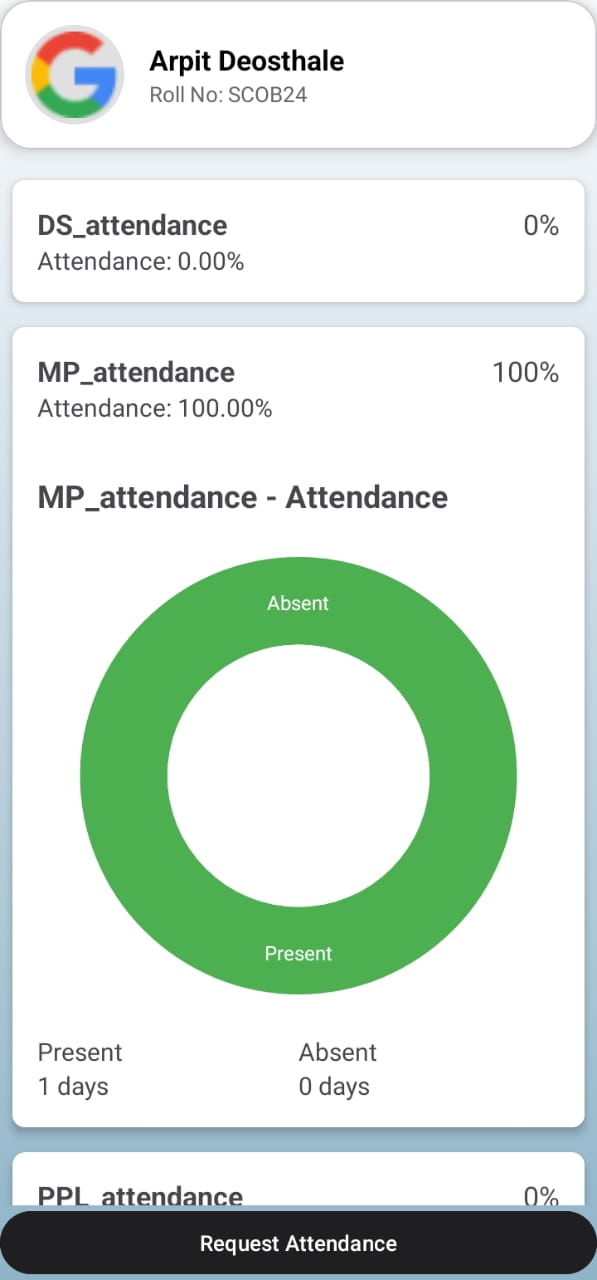 Arpit Deosthale
Roll No: SCOB24
DS_attendance 0%
Attendance: 0.00%
MP_attendance 100%
Attendance: 100.00%
MP_attendance - Attendance
Absent
Present
Present Absent
1 days 0 days
PPL_attendance 0%
Request Attendance